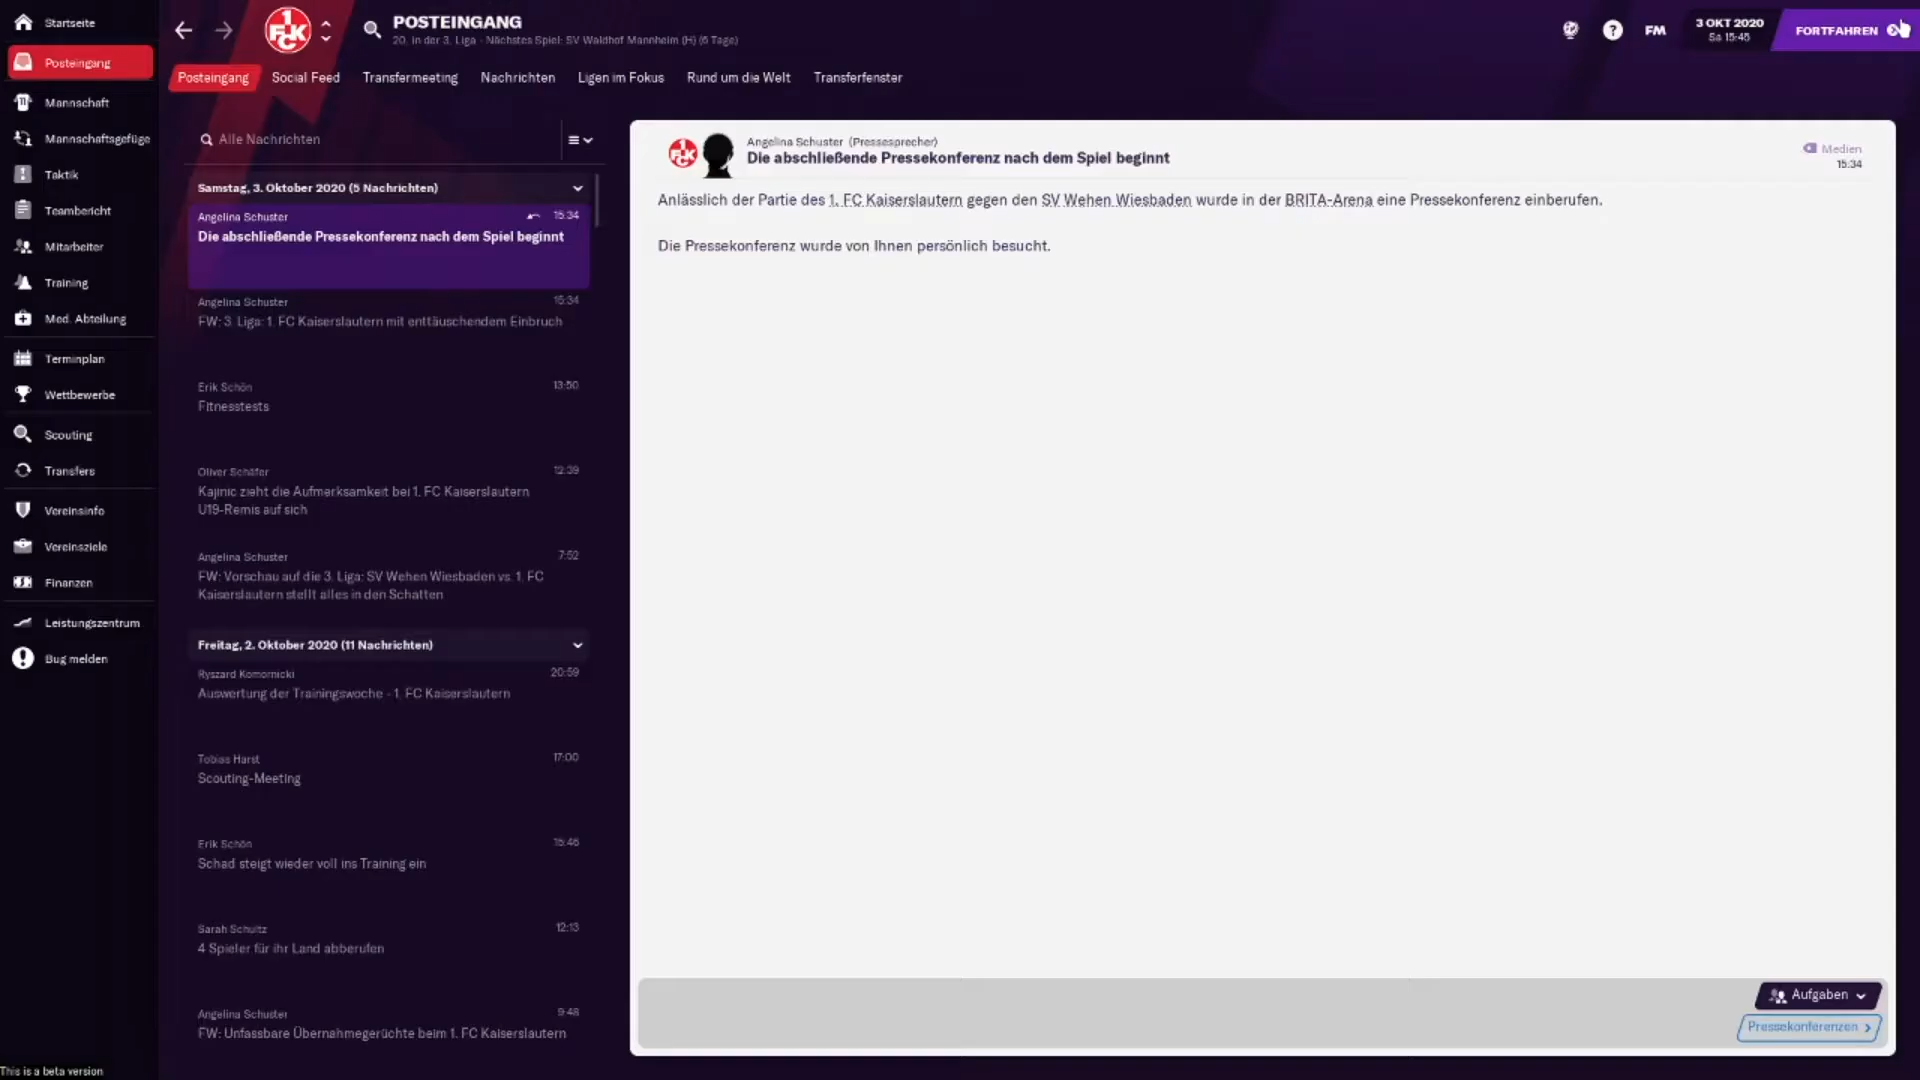 Startseite
Posteingang
Mannschaft
Mannschaftsgefüge
Taktik
Teambericht
Mitarbeiter
Training
Med. Abteilung
Terminplan
Wettbewerbe
Scouting
Transfers
Vereinsinfo
Vereinsziele
Finanzen
Leistungszentrum
Bug melden
This is a beta version
POSTEINGANG
20. in der 3. Liga - Nächstes Spiel: SV Waldhof Mannheim (H) (6 Tage)
FM
3 OKT 2020
Sa 15:45
FORTFAHREN
Posteingang Social Feed Transfermeeting Nachrichten Ligen im Fokus Rund um die Welt Transferfenster
Alle Nachrichten
Samstag, 3. Oktober 2020 (5 Nachrichten)
Angelina Schuster 15:34
Die abschließende Pressekonferenz nach dem Spiel beginnt
Angelina Schuster 15:34
FW: 3. Liga: 1. FC Kaiserslautern mit enttäuschendem Einbruch
Erik Schön 13:50
Fitnesstests
Oliver Schäfer 12:39
Kajinic zieht die Aufmerksamkeit bei 1. FC Kaiserslautern
U19-Remis auf sich
Angelina Schuster 7:52
FW: Vorschau auf die 3. Liga: SV Wehen Wiesbaden vs. 1. FC
Kaiserslautern stellt alles in den Schatten
Freitag, 2. Oktober 2020 (11 Nachrichten)
Ryszard Komornicki 20:59
Auswertung der Trainingswoche - 1. FC Kaiserslautern
Tobias Harst 17:00
Scouting-Meeting
Erik Schön 15:46
Schad steigt wieder voll ins Training ein
Sarah Schultz 12:13
4 Spieler für ihr Land abberufen
Angelina Schuster 9:48
FW: Unfassbare Übernahmegerüchte beim 1. FC Kaiserslautern
Angelina Schuster (Pressesprecher)
Die abschließende Pressekonferenz nach dem Spiel beginnt
Medien
15:34
Anlässlich der Partie des 1. FC Kaiserslautern gegen den SV Wehen Wiesbaden wurde in der BRITA-Arena eine Pressekonferenz einberufen.
Die Pressekonferenz wurde von Ihnen persönlich besucht.
Aufgaben
Pressekonferenzen